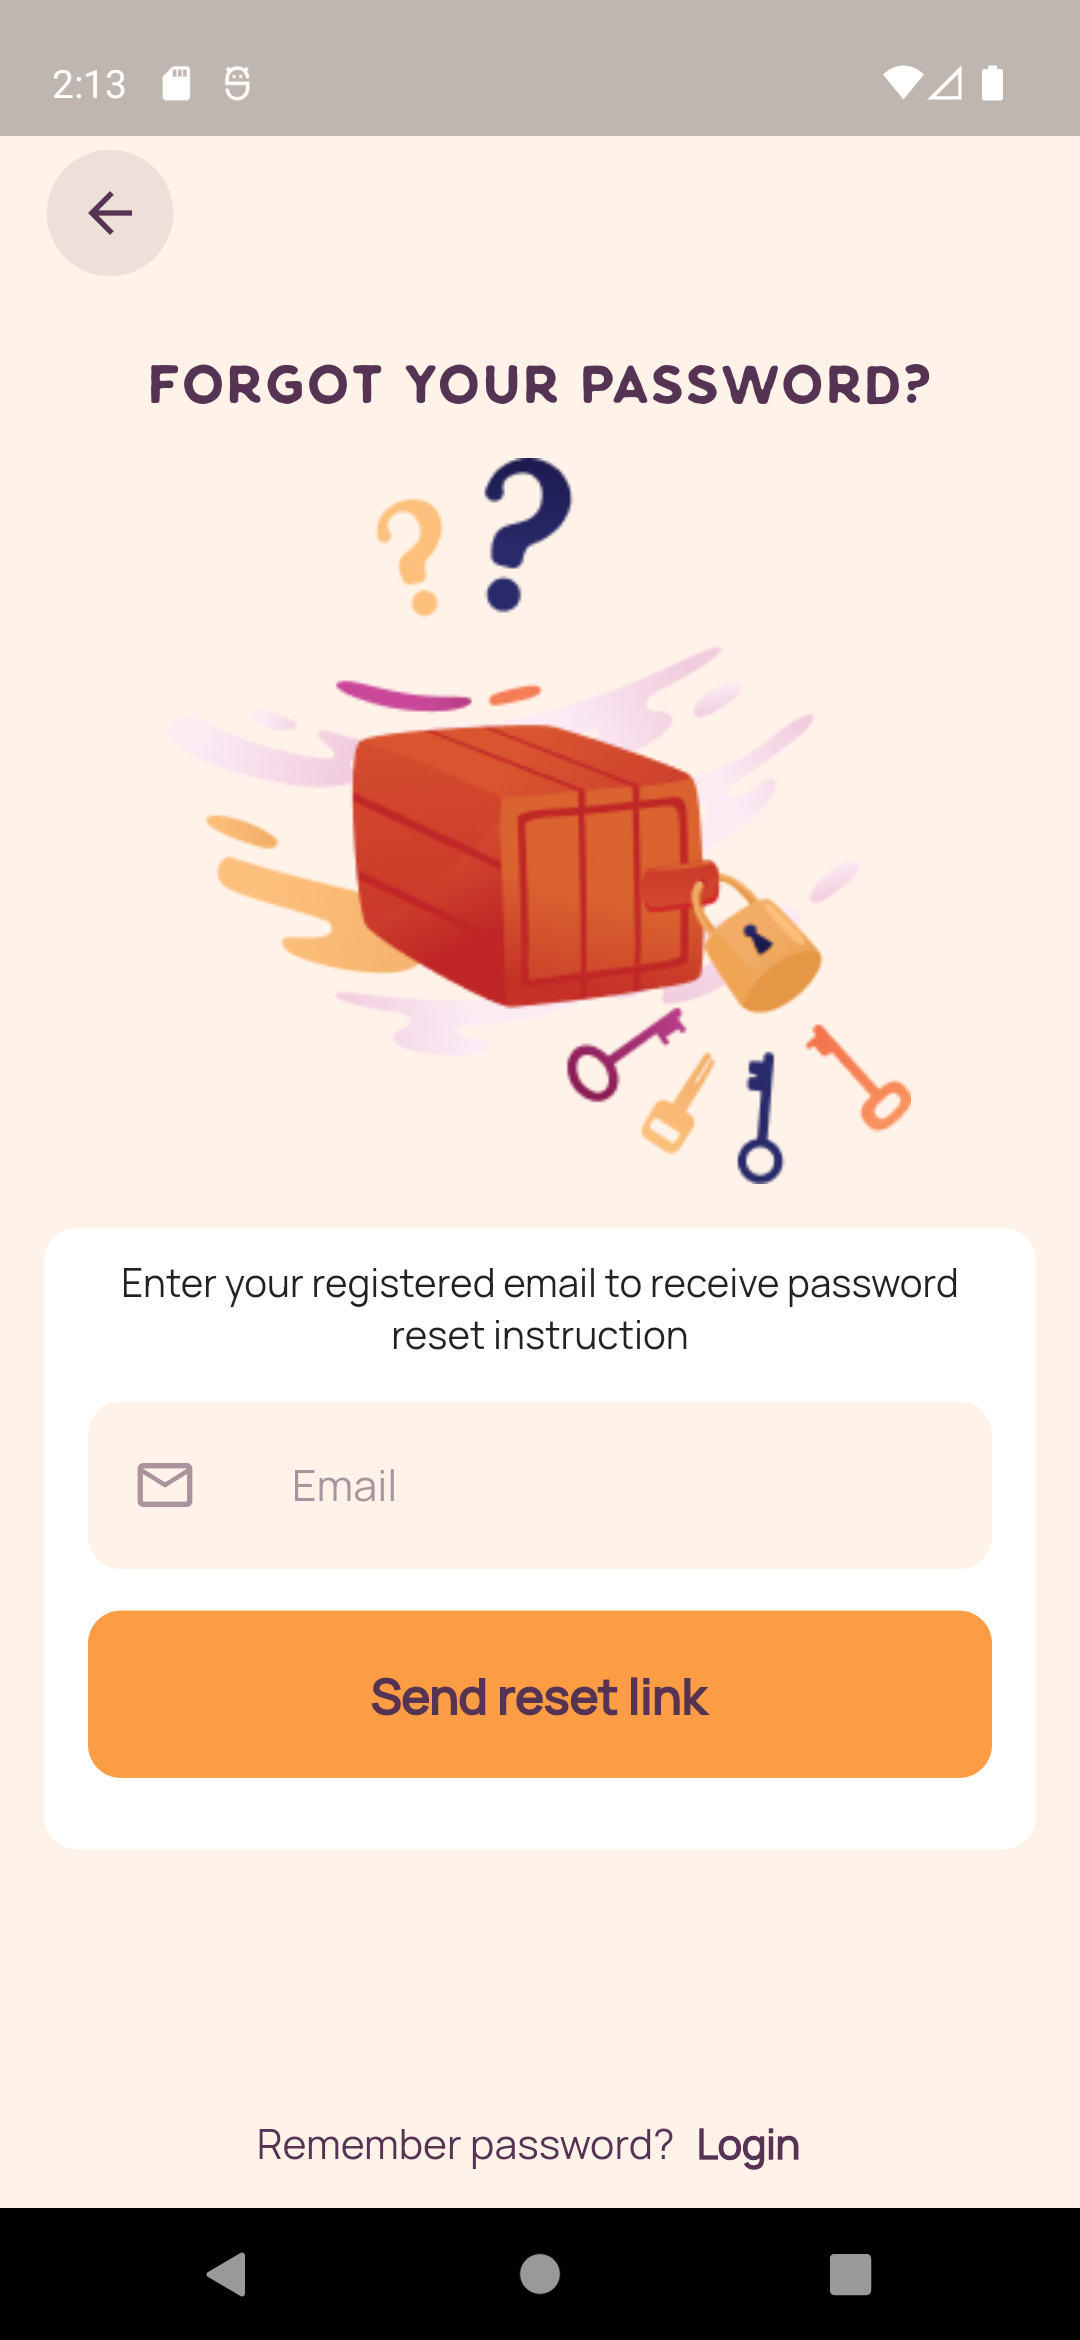 2:13
FORGOT YOUR PASSWORD?
Enter your registered email to receive password
reset instruction
Email
Send reset link
Remember password? Login